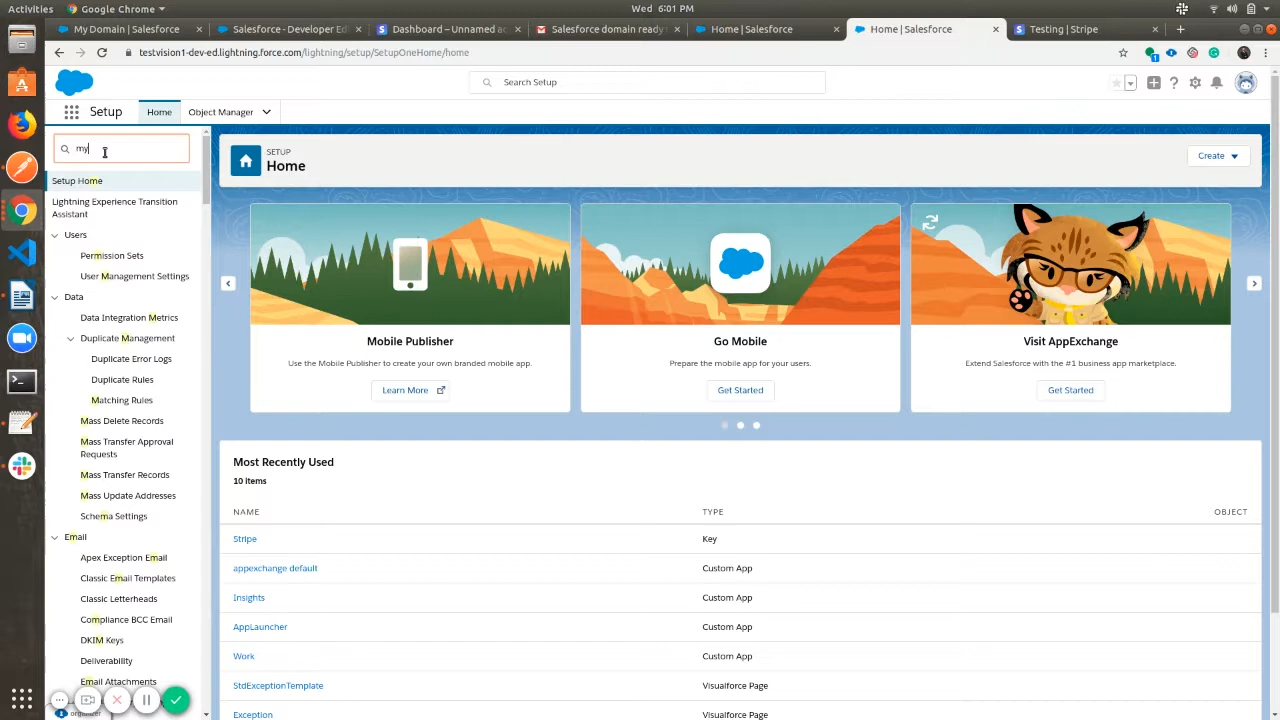 Activities
Google Chrome
Wed 6:01 PM
My Domain | Salesforce
Salesforce - Developer Ed
Dashboard – Unnamed a
Salesforce domain ready
Home | Salesforce
Home | Salesforce
Testing | Stripe
testvision1-dev-ed.lightning.force.com/lightning/setup/SetupOneHome/home
1
Search Setup
Setup
Home
Object Manager
my
Setup Home
Lightning Experience Transition
Assistant
Users
Permission Sets
User Management Settings
Data
Data Integration Metrics
Duplicate Management
Duplicate Error Logs
Duplicate Rules
Matching Rules
Mass Delete Records
Mass Transfer Approval
Requests
Mass Transfer Records
Mass Update Addresses
Schema Settings
Email
Apex Exception Email
Classic Email Templates
Classic Letterheads
Compliance BCC Email
DKIM Keys
Deliverability
Email Attachments
organizer
SETUP
Home
Create
Mobile Publisher
Use the Mobile Publisher to create your own branded mobile app.
Learn More
Go Mobile
Prepare the mobile app for your users.
Get Started
Visit AppExchange
Extend Salesforce with the #1 business app marketplace.
Get Started
Most Recently Used
10 items
NAME TYPE OBJECT
Stripe Key
appexchange default Custom App
Insights Custom App
AppLauncher Custom App
Work Custom App
StdExceptionTemplate Visualforce Page
Exception Visualforce Page